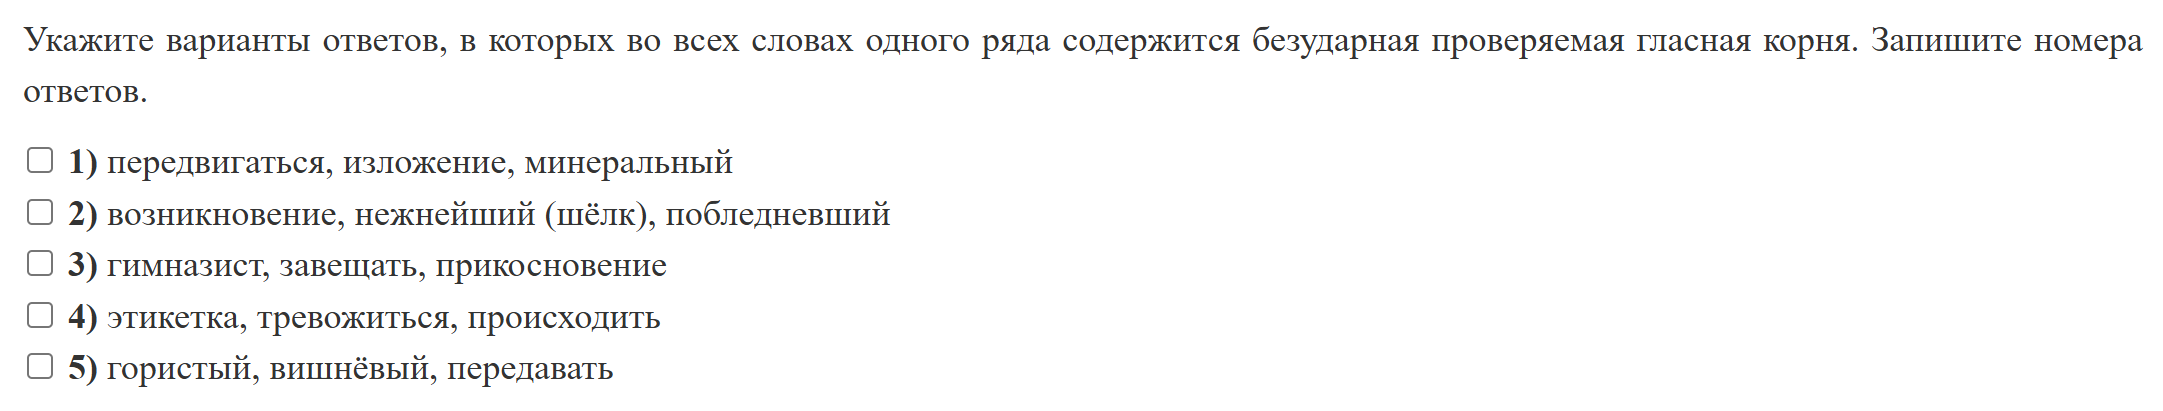 Укажите варианты ответов, в которых во всех словах одного ряда содержится безударная проверяемая гласная корня. Запишите номера
ответов.
1) передвигаться, изложение, минеральный
2) возникновение, нежнейший (шёлк), побледневший
3) гимназист, завещать, прикосновение
4) этикетка, тревожиться, происходить
5) гористый, вишнёвый, передавать